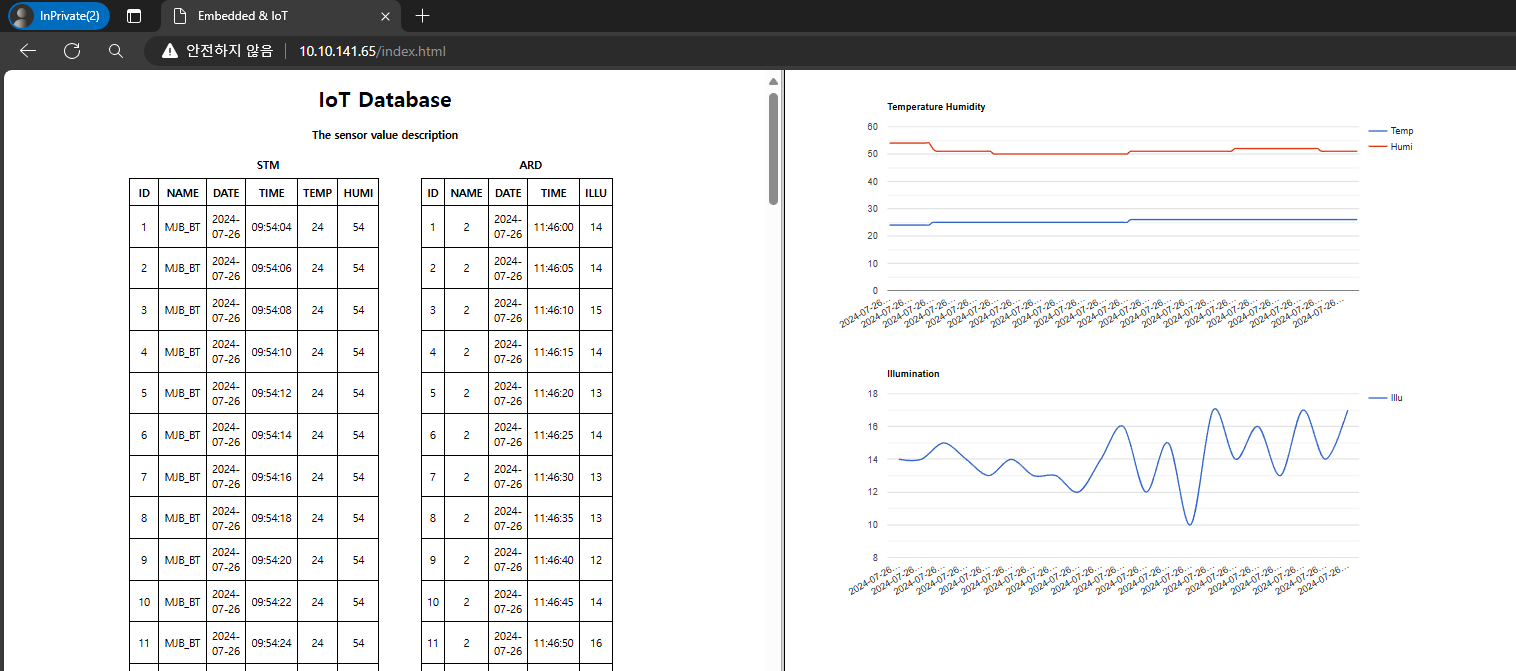 InPrivate(2)
Embedded & IoT
안전하지 않음
10.10.141.65/index.html
IoT Database
The sensor value description
STM
ID NAME DATE TIME TEMP HUMI
1 MJB_BT 2024-07-26 09:54:04 24 54
2 MJB_BT 2024-07-26 09:54:06 24 54
3 MJB_BT 2024-07-26 09:54:08 24 54
4 MJB_BT 2024-07-26 09:54:10 24 54
5 MJB_BT 2024-07-26 09:54:12 24 54
6 MJB_BT 2024-07-26 09:54:14 24 54
7 MJB_BT 2024-07-26 09:54:16 24 54
8 MJB_BT 2024-07-26 09:54:18 24 54
9 MJB_BT 2024-07-26 09:54:20 24 54
10 MJB_BT 2024-07-26 09:54:22 24 54
11 MJB_BT 2024-07-26 09:54:24 24 54
ARD
ID NAME DATE TIME ILLU
1 2 2024-07-26 11:46:00 14
2 2 2024-07-26 11:46:05 14
3 2 2024-07-26 11:46:10 15
4 2 2024-07-26 11:46:15 14
5 2 2024-07-26 11:46:20 13
6 2 2024-07-26 11:46:25 14
7 2 2024-07-26 11:46:30 13
8 2 2024-07-26 11:46:35 13
9 2 2024-07-26 11:46:40 12
10 2 2024-07-26 11:46:45 14
11 2 2024-07-26 11:46:50 16
Temperature Humidity
60
50
40
30
20
10
0
2024-07-26... 2024-07-26... 2024-07-26... 2024-07-26... 2024-07-26... 2024-07-26... 2024-07-26... 2024-07-26... 2024-07-26... 2024-07-26... 2024-07-26... 2024-07-26... 2024-07-26... 2024-07-26... 2024-07-26... 2024-07-26... 2024-07-26... 2024-07-26... 2024-07-26... 2024-07-26... 2024-07-26... 2024-07-26...
Temp
Humi
Illumination
18
16
14
12
10
8
2024-07-26... 2024-07-26... 2024-07-26... 2024-07-26... 2024-07-26... 2024-07-26... 2024-07-26... 2024-07-26... 2024-07-26... 2024-07-26... 2024-07-26... 2024-07-26... 2024-07-26... 2024-07-26... 2024-07-26... 2024-07-26... 2024-07-26... 2024-07-26... 2024-07-26... 2024-07-26... 2024-07-26...
Illu